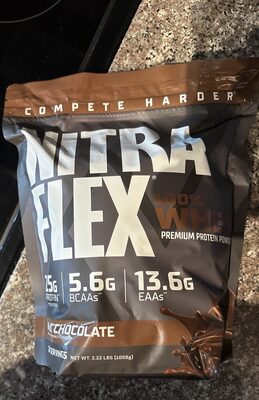 COMPETE HARDER.
NITRA
FLEX®
100%
WHEY
PREMIUM PROTEIN POWDER
25G 5.6G 13.6G
PROTEIN BCAAs EAAs
CHOCOLATE
SERVINGS NET WT. 2.22 LBS (1008g)